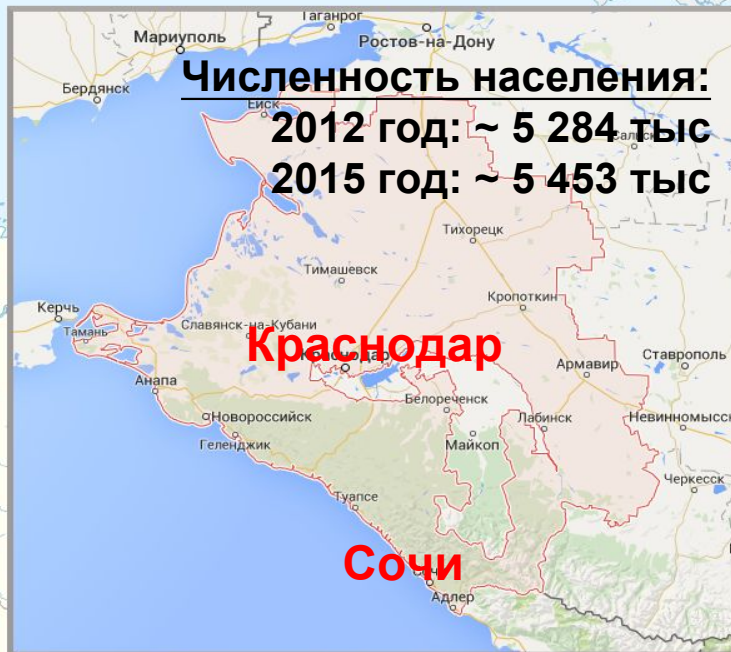 Таганрог
Мариуполь
Ростов-на-Дону
Бердянск
Численность населения:
Ейск
2012 год: ~ 5 284 тыс
2015 год: ~ 5 453 тыс
Тихорецк
Тимашевск
Кропоткин
Керчь
Тамань
Славянск-на-Кубани
Краснодар
Краснодар
Ставрополь
Армавир
Анапа
Белореченск
Новороссийск
Лабинск
Невинномысск
Геленджик
Майкоп
Черкесск
Туапсе
Сочи
Сочи
Адлер